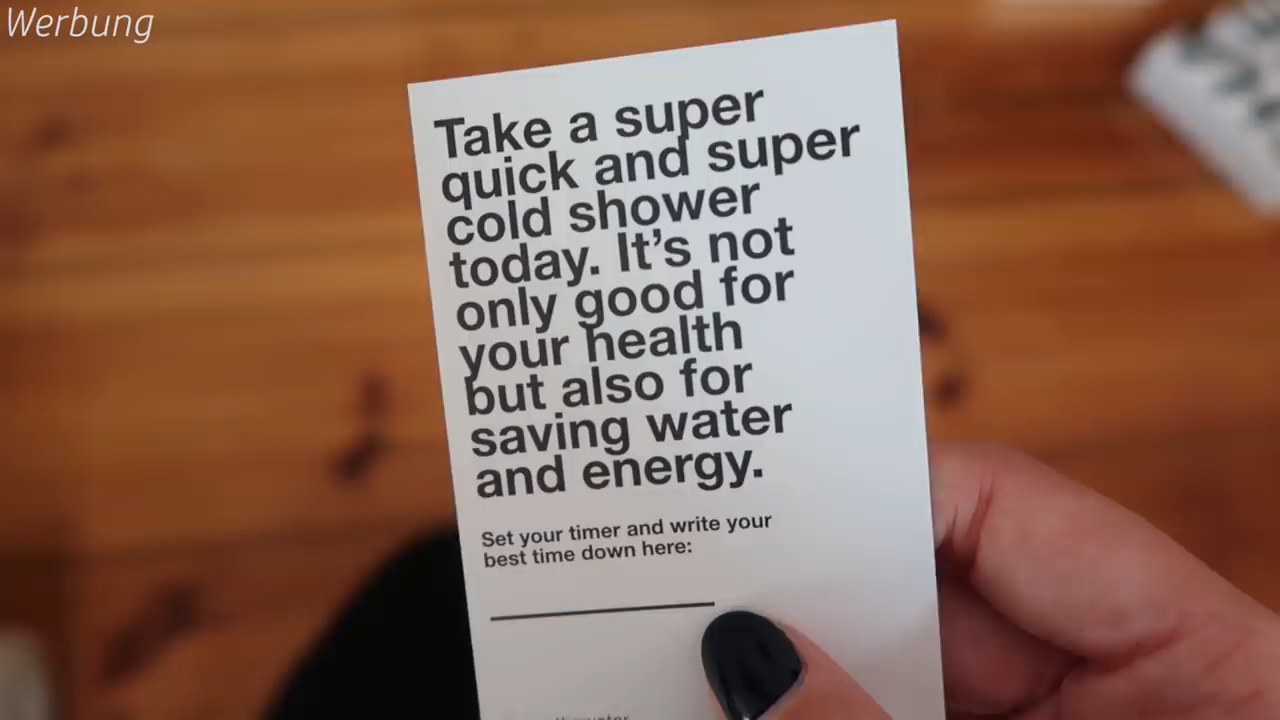 Werbung
Take a super
quick and super
cold shower
today. It's not
only good for
your health
but also for
saving water
and energy.
Set your timer and write your
best time down here: